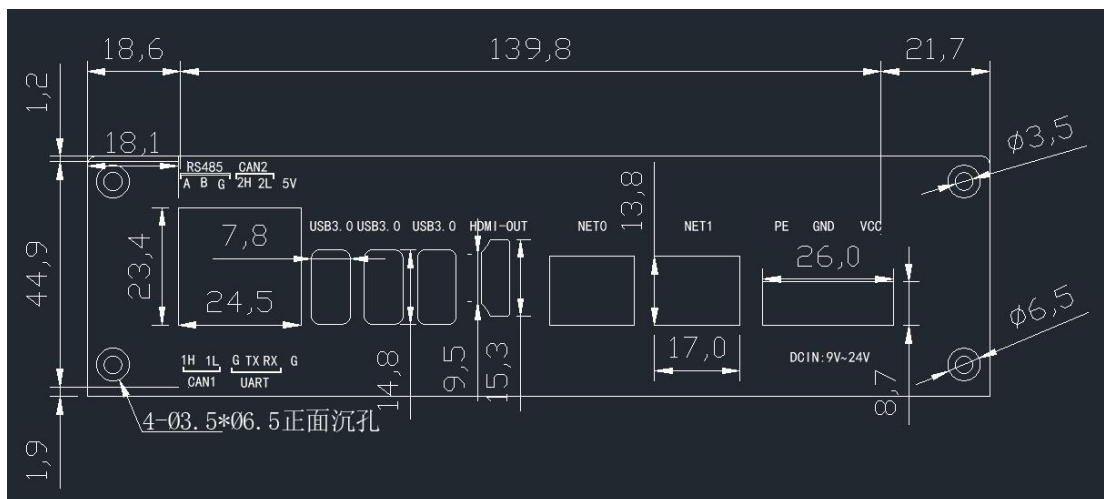 18,6 139,8 21,7
1,2
18,1
RS485 CAN2
A B G 2H 2L 5V
Ø3,5
USB3.0 USB3.0 USB3.0 HDMI-OUT NET0 13,8 NET1 PE GND VCC
7,8
44,9
23,4
26,0
24,5
Ø6,5
1H 1L G TX RX G
CAN1 UART
14,8
9,5
15,3
17,0
DCIN:9V~24V
8,7
4-Ø3.5*Ø6.5正面沉孔
1,9